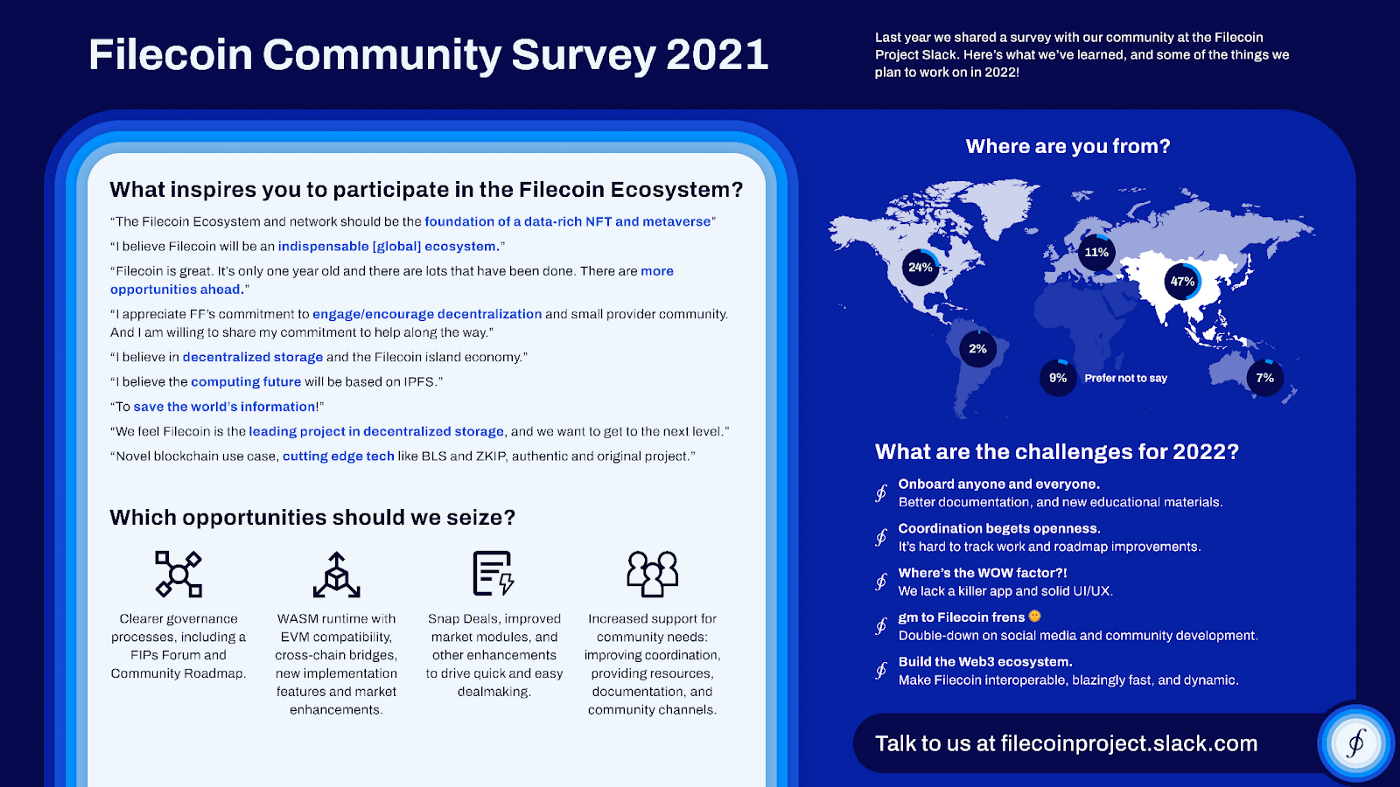 Filecoin Community Survey 2021
Last year we shared a survey with our community at the Filecoin
Project Slack. Here's what we've learned, and some of the things we
plan to work on in 2022!
What inspires you to participate in the Filecoin Ecosystem?
“The Filecoin Ecosystem and network should be the foundation of a data-rich NFT and metaverse”
“I believe Filecoin will be an indispensable [global] ecosystem.”
“Filecoin is great. It's only one year old and there are lots that have been done. There are more
opportunities ahead.”
“I appreciate FF's commitment to engage/encourage decentralization and small provider community.
And I am willing to share my commitment to help along the way.”
“I believe in decentralized storage and the Filecoin island economy.”
“I believe the computing future will be based on IPFS.”
“To save the world's information!”
“We feel Filecoin is the leading project in decentralized storage, and we want to get to the next level.”
“Novel blockchain use case, cutting edge tech like BLS and ZKIP, authentic and original project.”
Which opportunities should we seize?
Clearer governance
processes, including a
FIPs Forum and
Community Roadmap.
WASM runtime with
EVM compatibility,
cross-chain bridges,
new implementation
features and market
enhancements.
Snap Deals, improved
market modules, and
other enhancements
to drive quick and easy
dealmaking.
Increased support for
community needs:
improving coordination,
providing resources,
documentation, and
community channels.
Where are you from?
24%
11%
47%
2%
9% Prefer not to say
7%
What are the challenges for 2022?
Onboard anyone and everyone.
Better documentation, and new educational materials.
Coordination begets openness.
It's hard to track work and roadmap improvements.
Where's the WOW factor?!
We lack a killer app and solid UI/UX.
gm to Filecoin frens 🌞
Double-down on social media and community development.
Build the Web3 ecosystem.
Make Filecoin interoperable, blazingly fast, and dynamic.
Talk to us at filecoinproject.slack.com